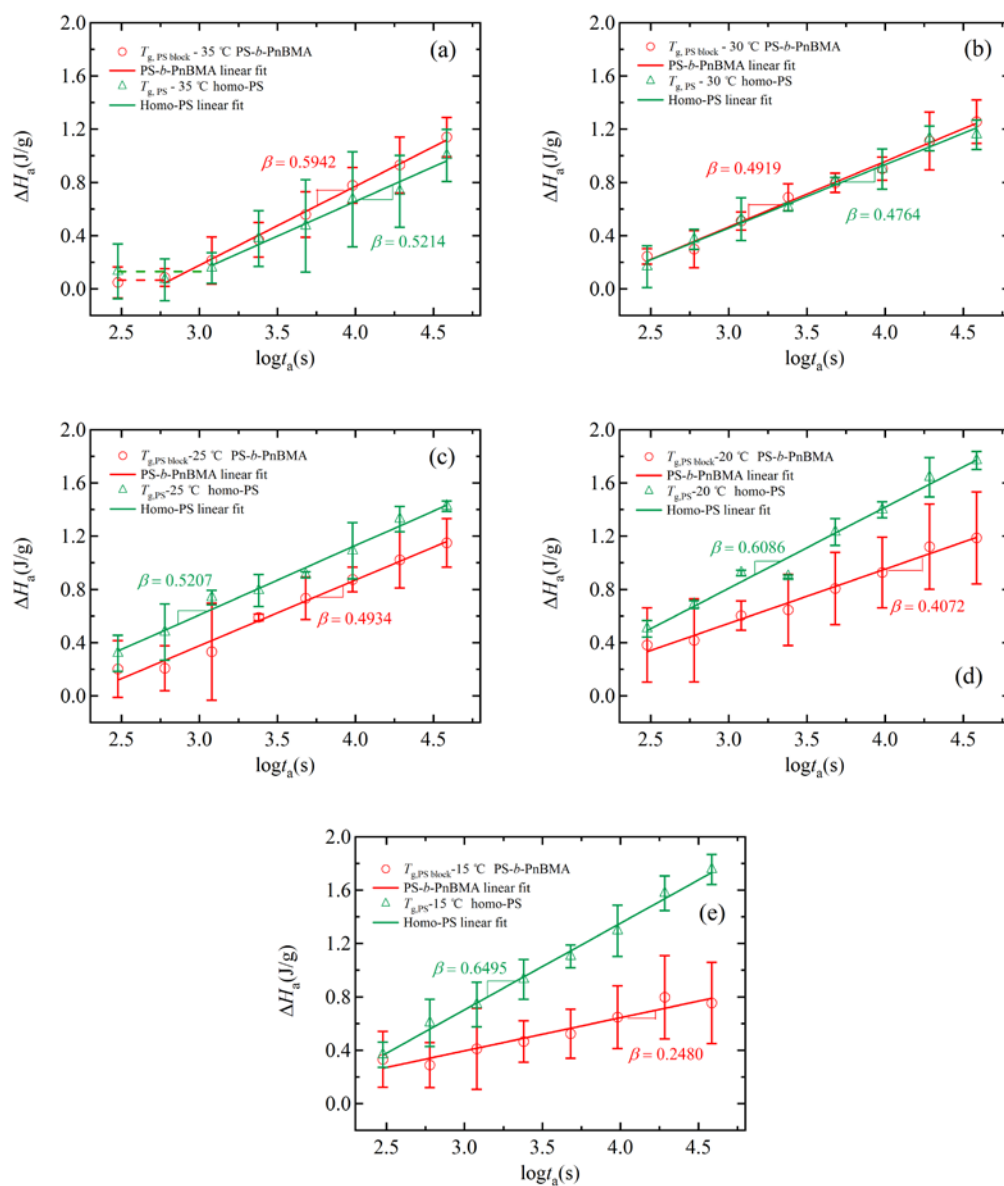 (a)
T_g, PS block - 35 ℃ PS-b-PnBMA
PS-b-PnBMA linear fit
T_g, PS - 35 ℃ homo-PS
Homo-PS linear fit
β = 0.5942
β = 0.5214
ΔH_a(J/g)
2.0
1.6
1.2
0.8
0.4
0.0
2.5 3.0 3.5 4.0 4.5
logt_a(s)
(b)
T_g, PS block - 30 ℃ PS-b-PnBMA
PS-b-PnBMA linear fit
T_g, PS - 30 ℃ homo-PS
Homo-PS linear fit
β = 0.4919
β = 0.4764
ΔH_a(J/g)
2.0
1.6
1.2
0.8
0.4
0.0
2.5 3.0 3.5 4.0 4.5
logt_a(s)
(c)
T_g,PS block-25 ℃ PS-b-PnBMA
PS-b-PnBMA linear fit
T_g,PS-25 ℃ homo-PS
Homo-PS linear fit
β = 0.5207
β = 0.4934
ΔH_a(J/g)
2.0
1.6
1.2
0.8
0.4
0.0
2.5 3.0 3.5 4.0 4.5
logt_a(s)
T_g,PS block-20 ℃ PS-b-PnBMA
PS-b-PnBMA linear fit
T_g,PS-20 ℃ homo-PS
Homo-PS linear fit
β = 0.6086
β = 0.4072
(d)
ΔH_a(J/g)
2.0
1.6
1.2
0.8
0.4
0.0
2.5 3.0 3.5 4.0 4.5
logt_a(s)
T_g,PS block-15 ℃ PS-b-PnBMA
PS-b-PnBMA linear fit
T_g,PS-15 ℃ homo-PS
Homo-PS linear fit
(e)
β = 0.6495
β = 0.2480
ΔH_a(J/g)
2.0
1.6
1.2
0.8
0.4
0.0
2.5 3.0 3.5 4.0 4.5
logt_a(s)